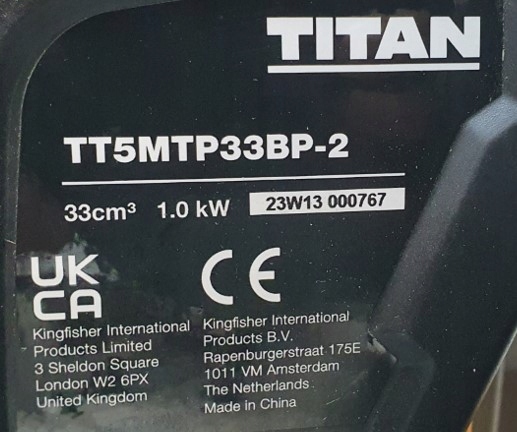 TITAN
TT5MTP33BP-2
33cm³ 1.0 kW 23W13 000767
UK
CA
Kingfisher International
Products Limited
3 Sheldon Square
London W2 6PX
United Kingdom
CE
Kingfisher International
Products B.V.
Rapenburgerstraat 175E
1011 VM Amsterdam
The Netherlands
Made in China